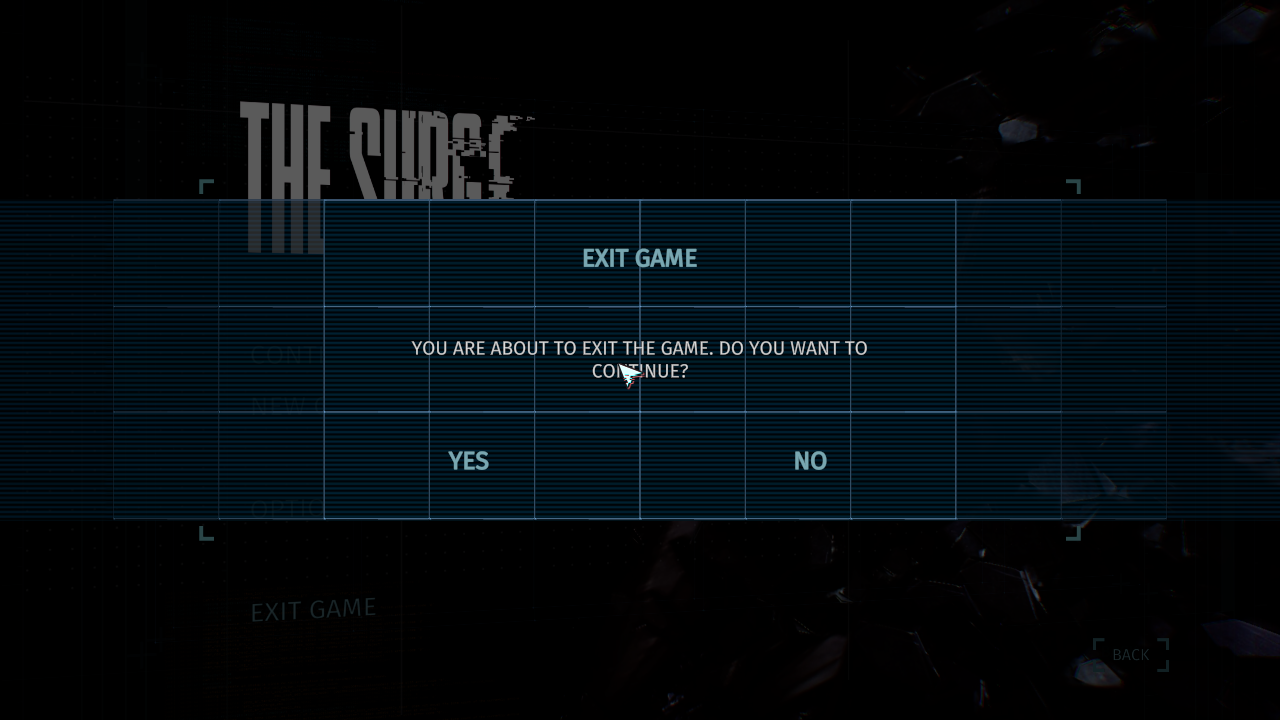 THE SURGE
EXIT GAME
YOU ARE ABOUT TO EXIT THE GAME. DO YOU WANT TO
CONTINUE?
YES
NO
EXIT GAME
BACK